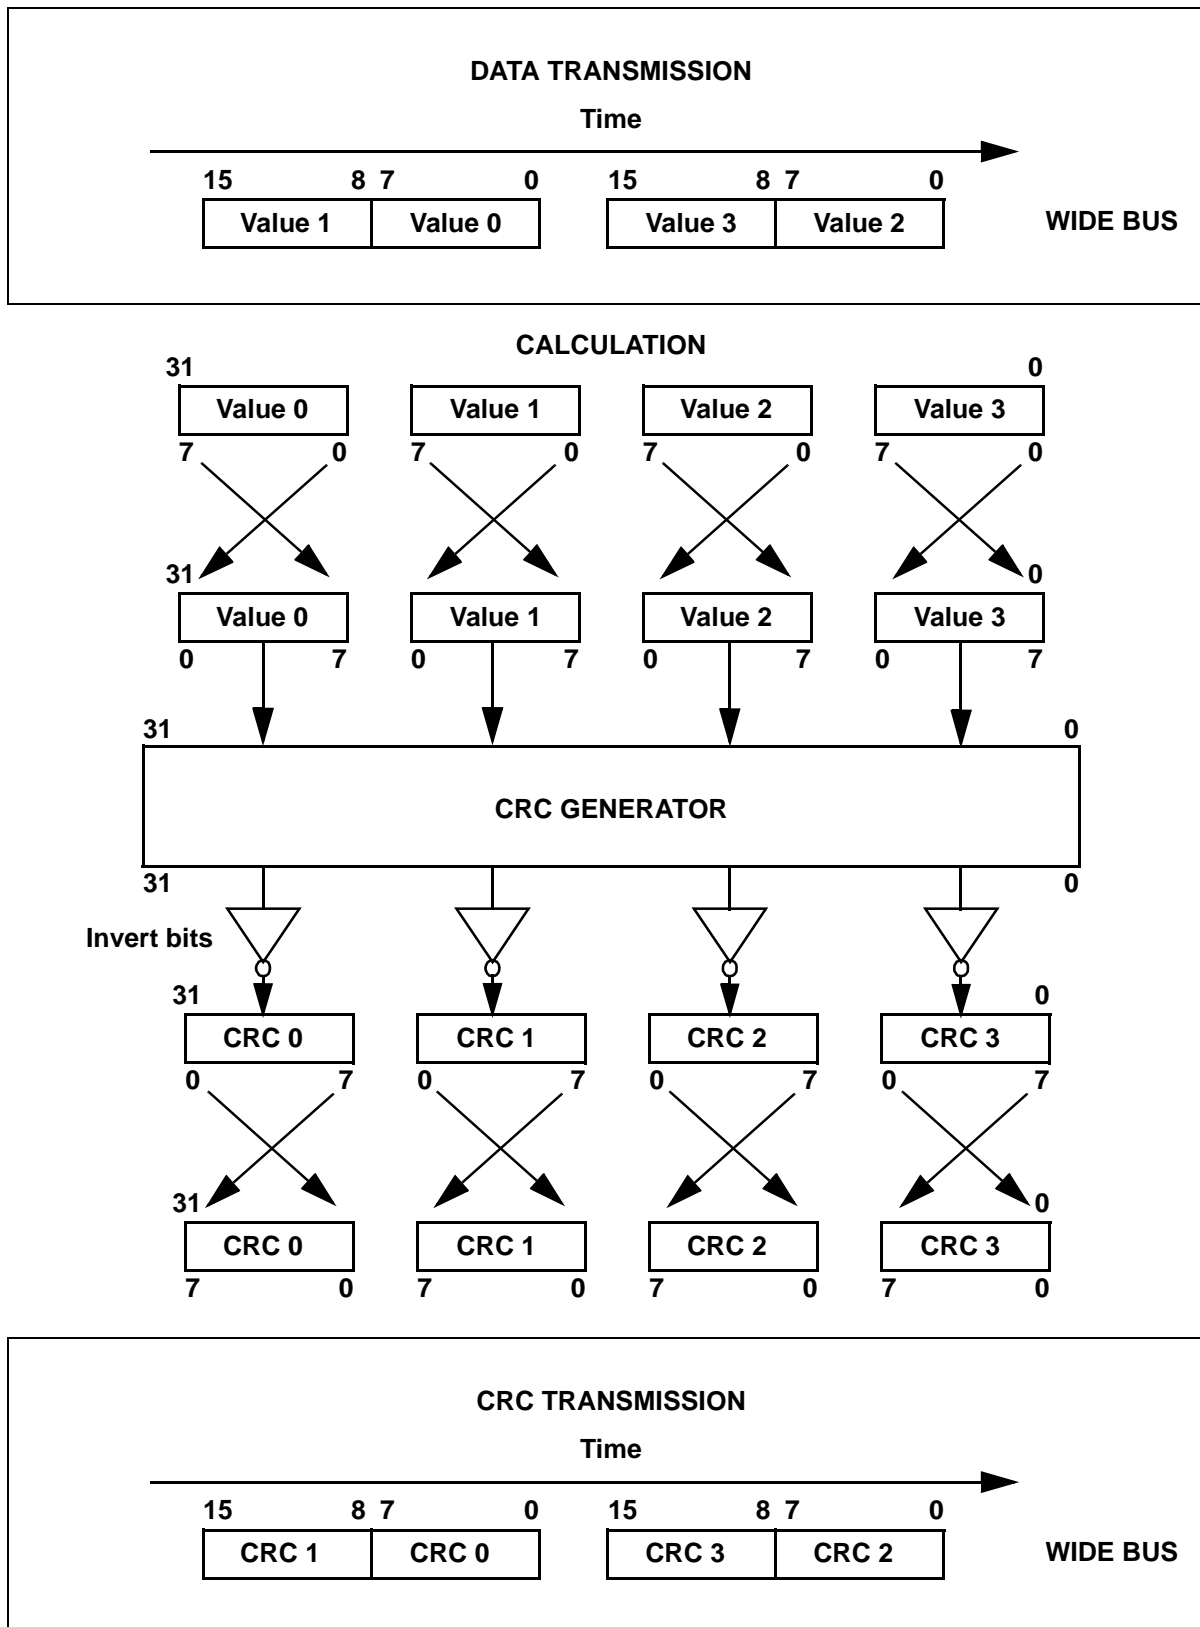 DATA TRANSMISSION
Time
15 8 7 0 15 8 7 0
Value 1 Value 0 Value 3 Value 2 WIDE BUS
CALCULATION
31 0
Value 0 Value 1 Value 2 Value 3
7 0 7 0 7 0 7 0
31 0
Value 0 Value 1 Value 2 Value 3
0 7 0 7 0 7 0 7
31 0
CRC GENERATOR
31 0
Invert bits
31 0
CRC 0 CRC 1 CRC 2 CRC 3
0 7 0 7 0 7 0 7
31 0
CRC 0 CRC 1 CRC 2 CRC 3
7 0 7 0 7 0 7 0
CRC TRANSMISSION
Time
15 8 7 0 15 8 7 0
CRC 1 CRC 0 CRC 3 CRC 2 WIDE BUS